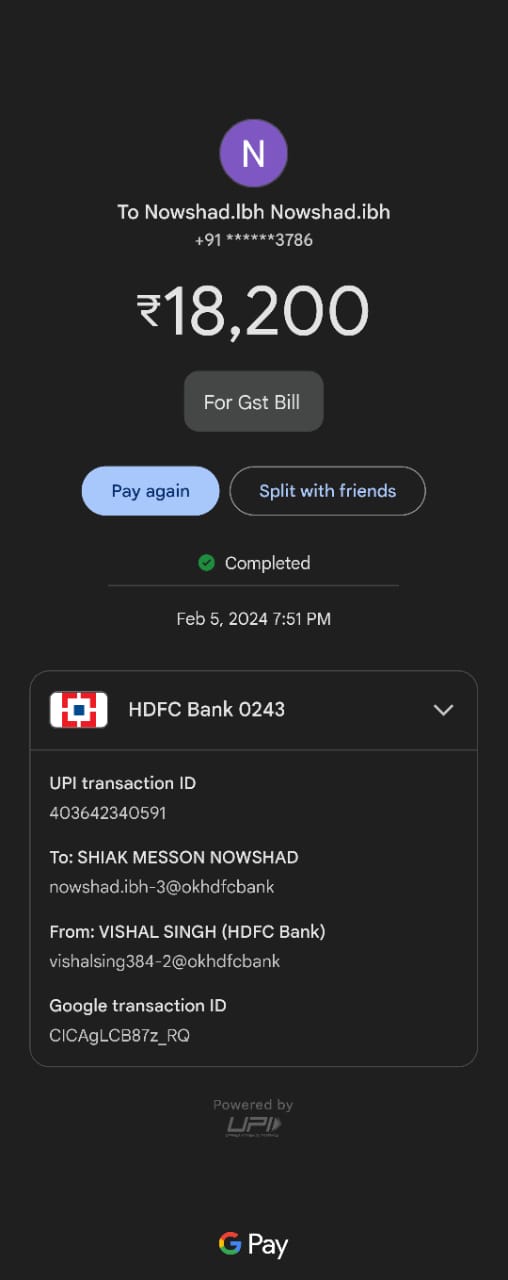 N
To Nowshad.Ibh Nowshad.ibh
+91 ******3786
₹18,200
For Gst Bill
Pay again
Split with friends
Completed
Feb 5, 2024 7:51 PM
HDFC Bank 0243
UPI transaction ID
403642340591
To: SHIAK MESSON NOWSHAD
nowshad.ibh-3@okhdfcbank
From: VISHAL SINGH (HDFC Bank)
vishalsing384-2@okhdfcbank
Google transaction ID
CICAgLCB87z_RQ
Powered by
UPI
G Pay